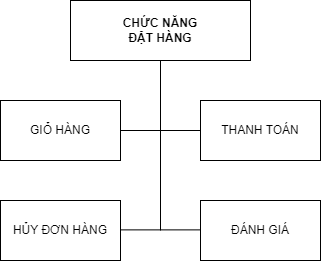 CHỨC NĂNG
ĐẶT HÀNG
GIỎ HÀNG
THANH TOÁN
HỦY ĐƠN HÀNG
ĐÁNH GIÁ